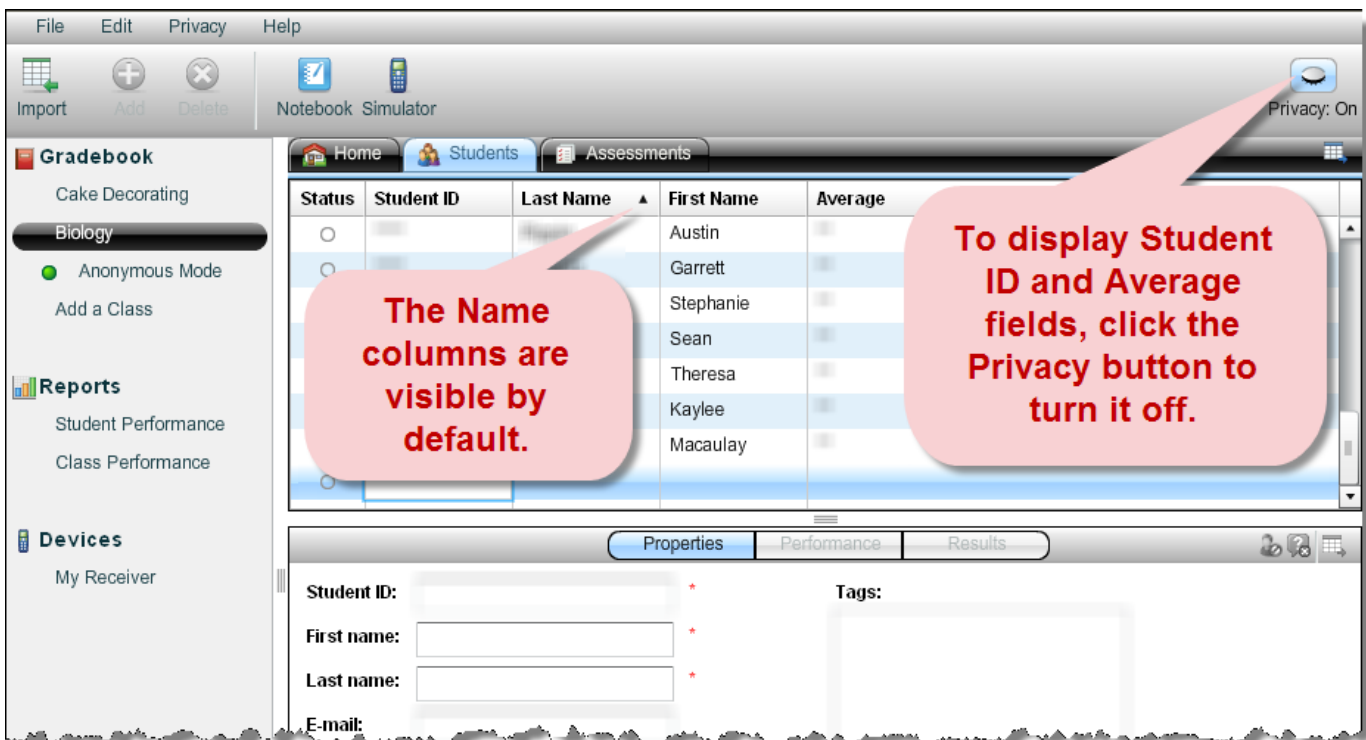 File Edit Privacy Help
Import Add Delete Notebook Simulator Privacy: On
Gradebook
Cake Decorating
Biology
Anonymous Mode
Add a Class
Reports
Student Performance
Class Performance
Devices
My Receiver
Home Students Assessments
Status Student ID Last Name First Name Average
Austin
Garrett
Stephanie
Sean
Theresa
Kaylee
Macaulay
The Name
columns are
visible by
default.
To display Student
ID and Average
fields, click the
Privacy button to
turn it off.
Properties Performance Results
Student ID: * Tags:
First name: *
Last name: *
E-mail: